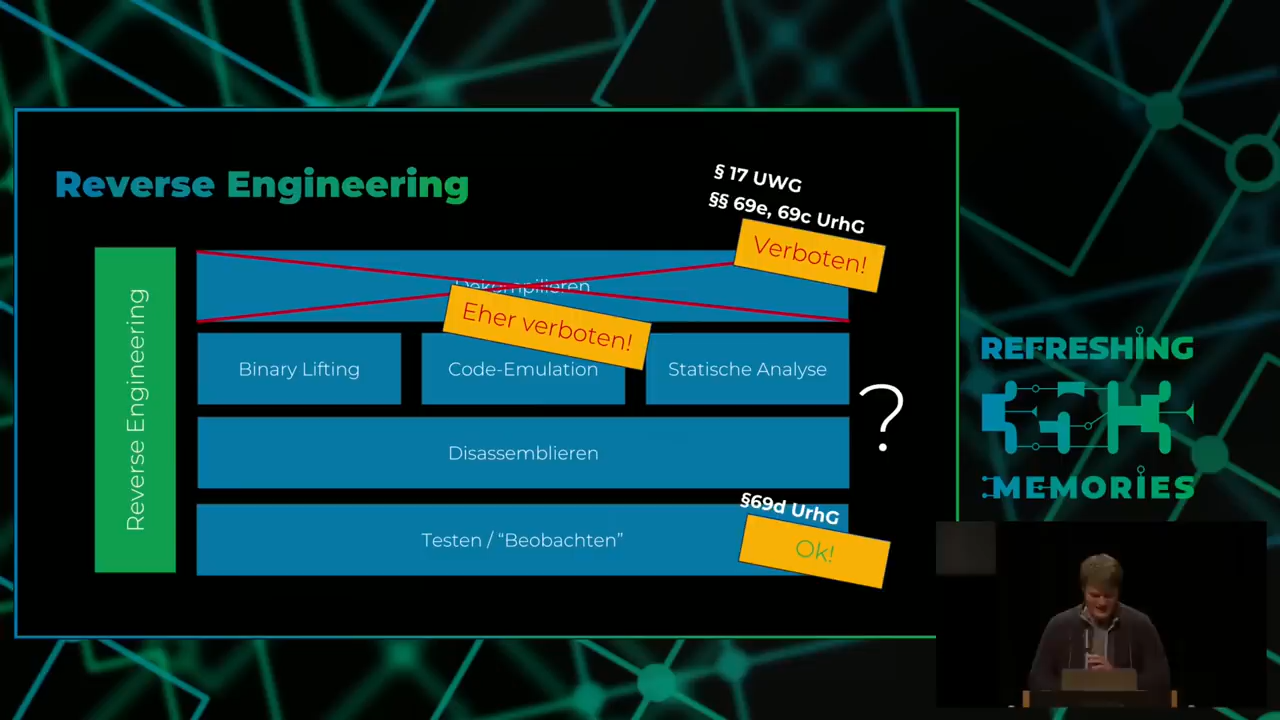 Reverse Engineering
§ 17 UWG
§§ 69e, 69c UrhG
Verboten!
Reverse Engineering
Dekompilieren
Eher verboten!
Binary Lifting
Code-Emulation
Statische Analyse
?
Disassemblieren
§69d UrhG
Testen / “Beobachten”
Ok!
REFRESHING
MEMORIES